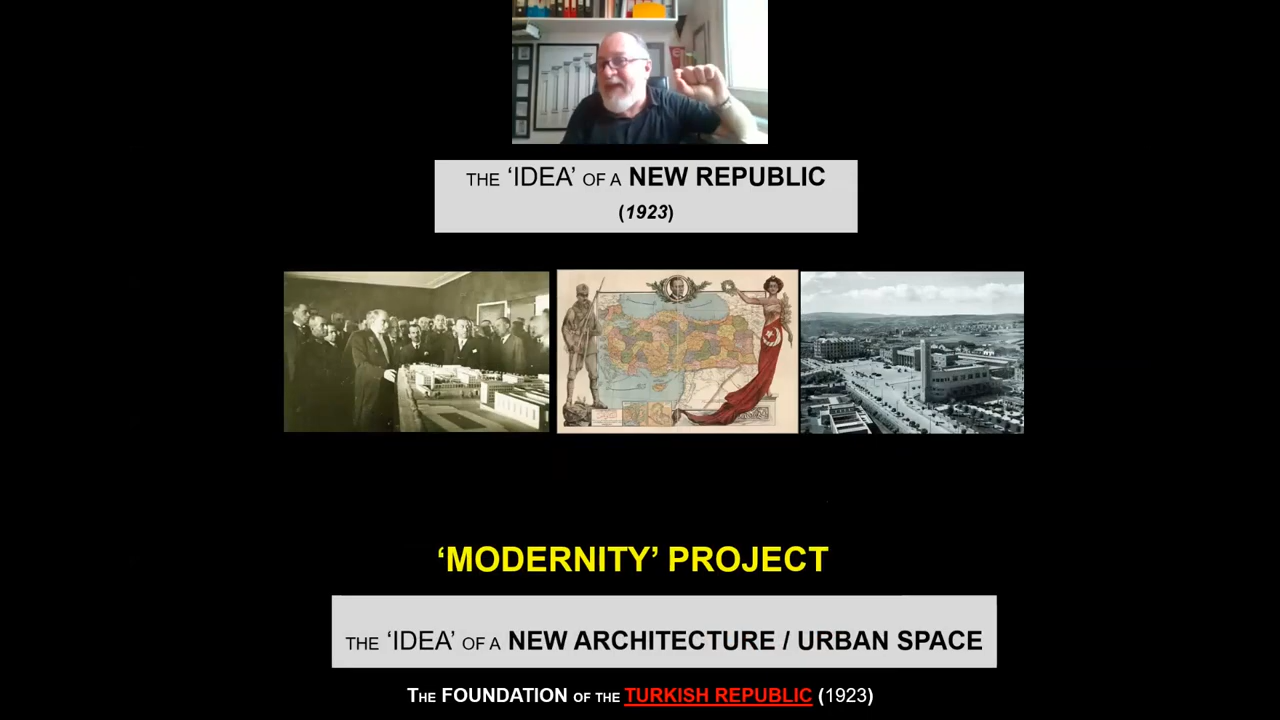 THE ‘IDEA’ OF A NEW REPUBLIC
(1923)
‘MODERNITY’ PROJECT
THE ‘IDEA’ OF A NEW ARCHITECTURE / URBAN SPACE
THE FOUNDATION OF THE TURKISH REPUBLIC (1923)